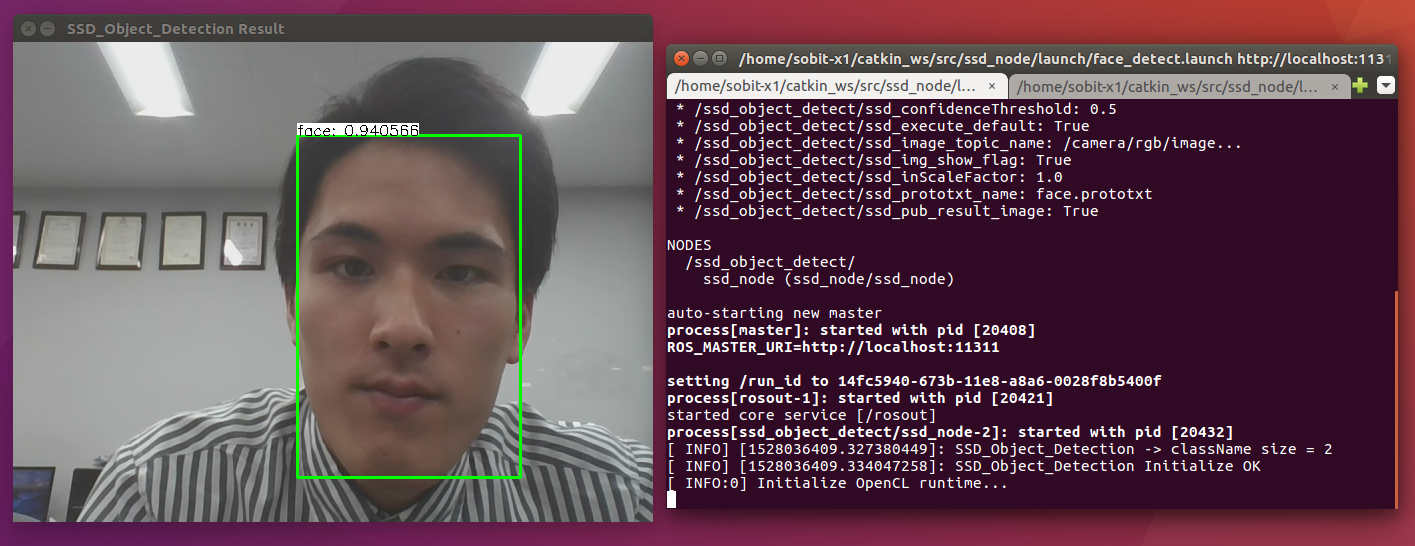 SSD_Object_Detection Result
face: 0.940566
/home/sobit-x1/catkin_ws/src/ssd_node/launch/face_detect.launch http://localhost:11311
/home/sobit-x1/catkin_ws/src/ssd_node/l... × /home/sobit-x1/catkin_ws/src/ssd_node/l... ×
* /ssd_object_detect/ssd_confidenceThreshold: 0.5
* /ssd_object_detect/ssd_execute_default: True
* /ssd_object_detect/ssd_image_topic_name: /camera/rgb/image...
* /ssd_object_detect/ssd_img_show_flag: True
* /ssd_object_detect/ssd_inScaleFactor: 1.0
* /ssd_object_detect/ssd_prototxt_name: face.prototxt
* /ssd_object_detect/ssd_pub_result_image: True
NODES
/ssd_object_detect/
ssd_node (ssd_node/ssd_node)
auto-starting new master
process[master]: started with pid [20408]
ROS_MASTER_URI=http://localhost:11311
setting /run_id to 14fc5940-673b-11e8-a8a6-0028f8b5400f
process[rosout-1]: started with pid [20421]
started core service [/rosout]
process[ssd_object_detect/ssd_node-2]: started with pid [20432]
[ INFO] [1528036409.327380449]: SSD_Object_Detection -> className size = 2
[ INFO] [1528036409.334047258]: SSD_Object_Detection Initialize OK
[ INFO:0] Initialize OpenCL runtime...